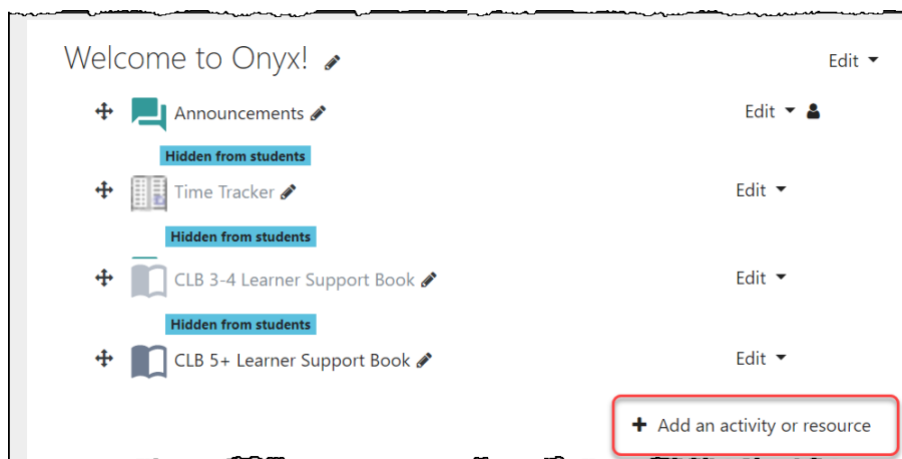 Welcome to Onyx! Edit
Announcements Edit
Hidden from students
Time Tracker Edit
Hidden from students
CLB 3-4 Learner Support Book Edit
Hidden from students
CLB 5+ Learner Support Book Edit
+ Add an activity or resource